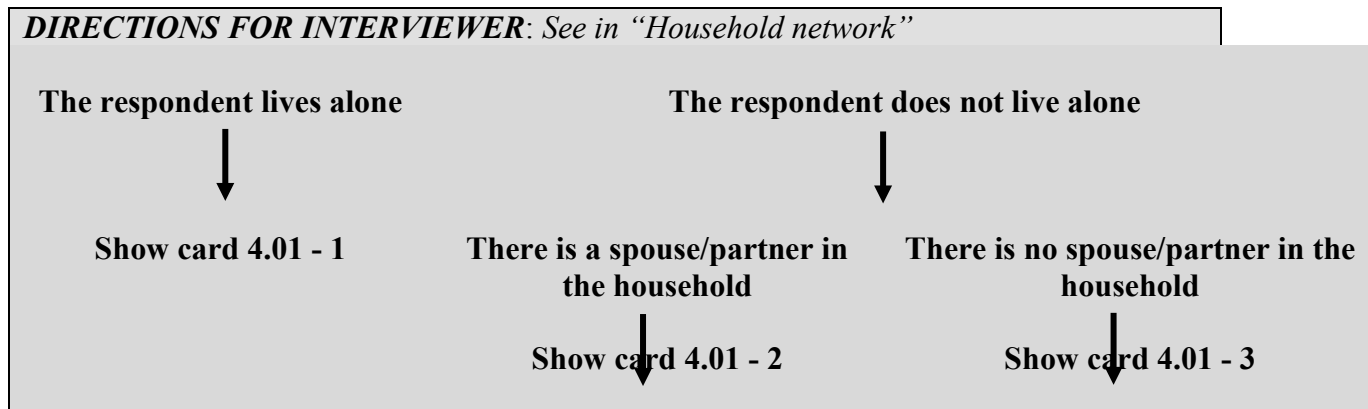 DIRECTIONS FOR INTERVIEWER: See in “Household network”
The respondent lives alone
The respondent does not live alone
Show card 4.01 - 1
There is a spouse/partner in
the household
There is no spouse/partner in the
household
Show card 4.01 - 2
Show card 4.01 - 3